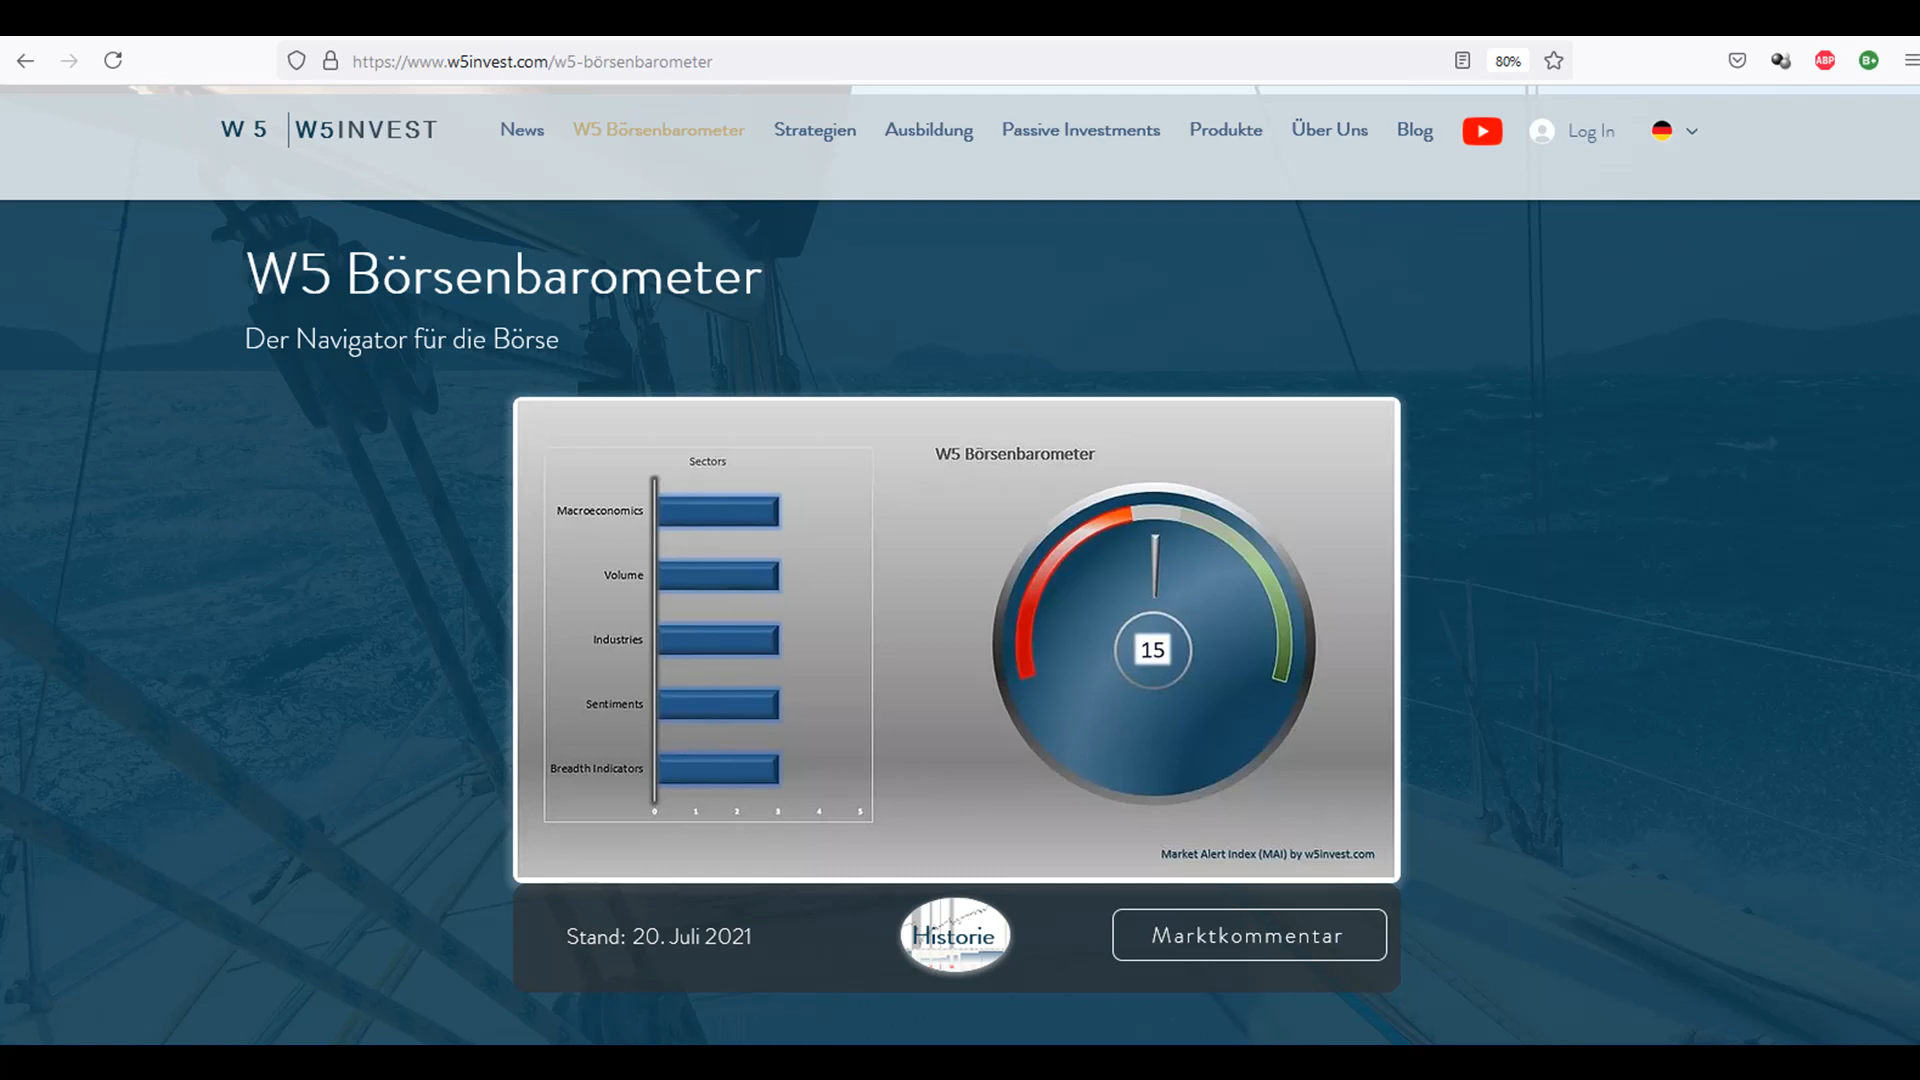 https://www.w5invest.com/w5-börsenbarometer
80%
ABP
B+
W 5 | W5INVEST
News W5 Börsenbarometer Strategien Ausbildung Passive Investments Produkte Über Uns Blog Log In
W5 Börsenbarometer
Der Navigator für die Börse
Sectors
Macroeconomics
Volume
Industries
Sentiments
Breadth Indicators
0 1 2 3 4 5
W5 Börsenbarometer
15
Market Alert Index (MAI) by w5invest.com
Stand: 20. Juli 2021
Historie
Marktkommentar